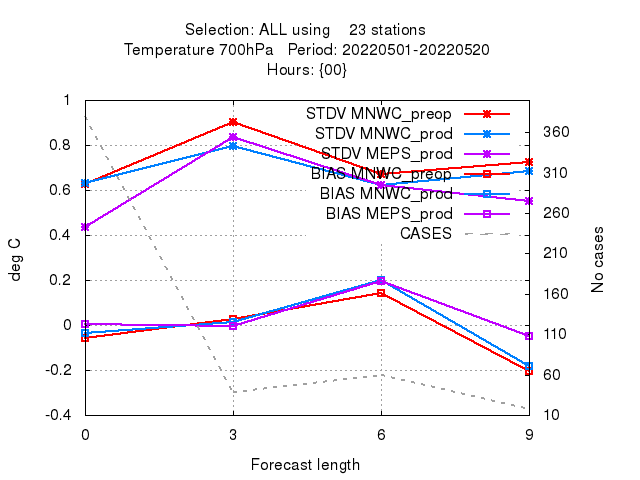 Selection: ALL using 23 stations
Temperature 700hPa Period: 20220501-20220520
Hours: {00}
STDV MNWC_preop
STDV MNWC_prod
STDV MEPS_prod
BIAS MNWC_preop
BIAS MNWC_prod
BIAS MEPS_prod
CASES
1
0.8
0.6
0.4
0.2
0
-0.2
-0.4
deg C
360
310
260
210
160
110
60
10
No cases
0 3 6 9
Forecast length